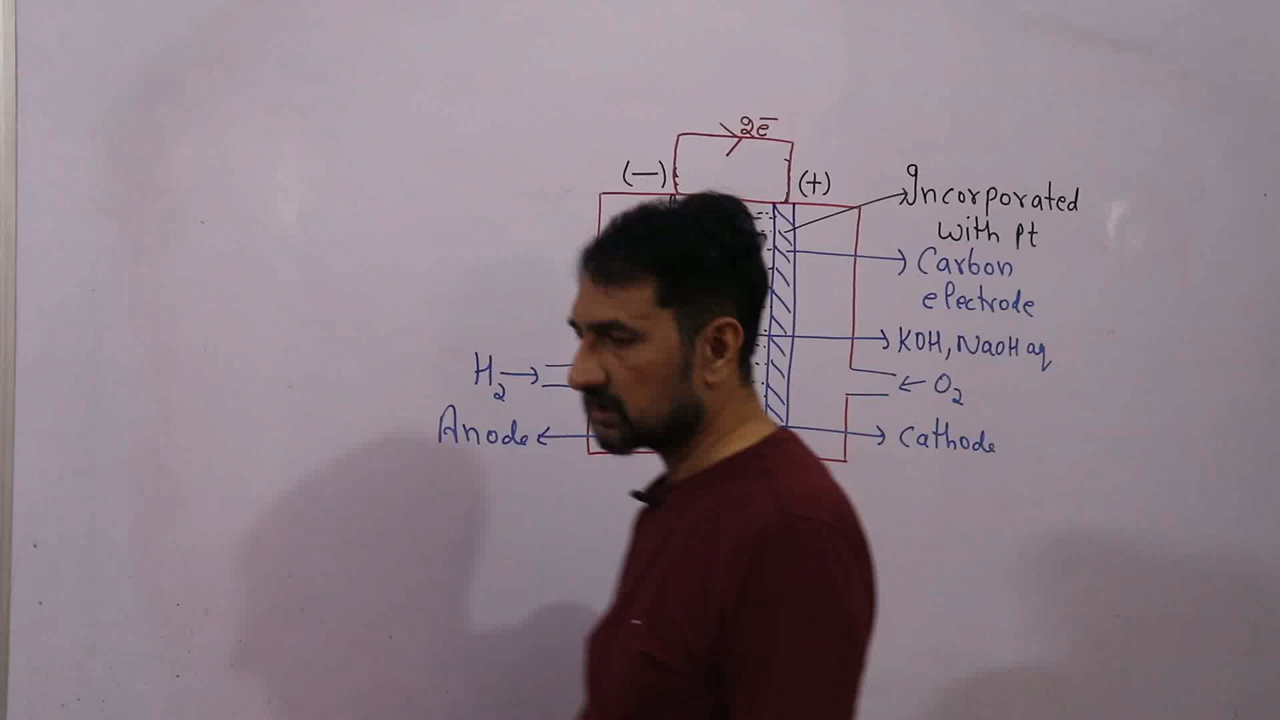 2e̅
(—)
(+)
Incorporated
with Pt
Carbon
electrode
KOH, NaOH aq
H₂
O₂
Anode
Cathode